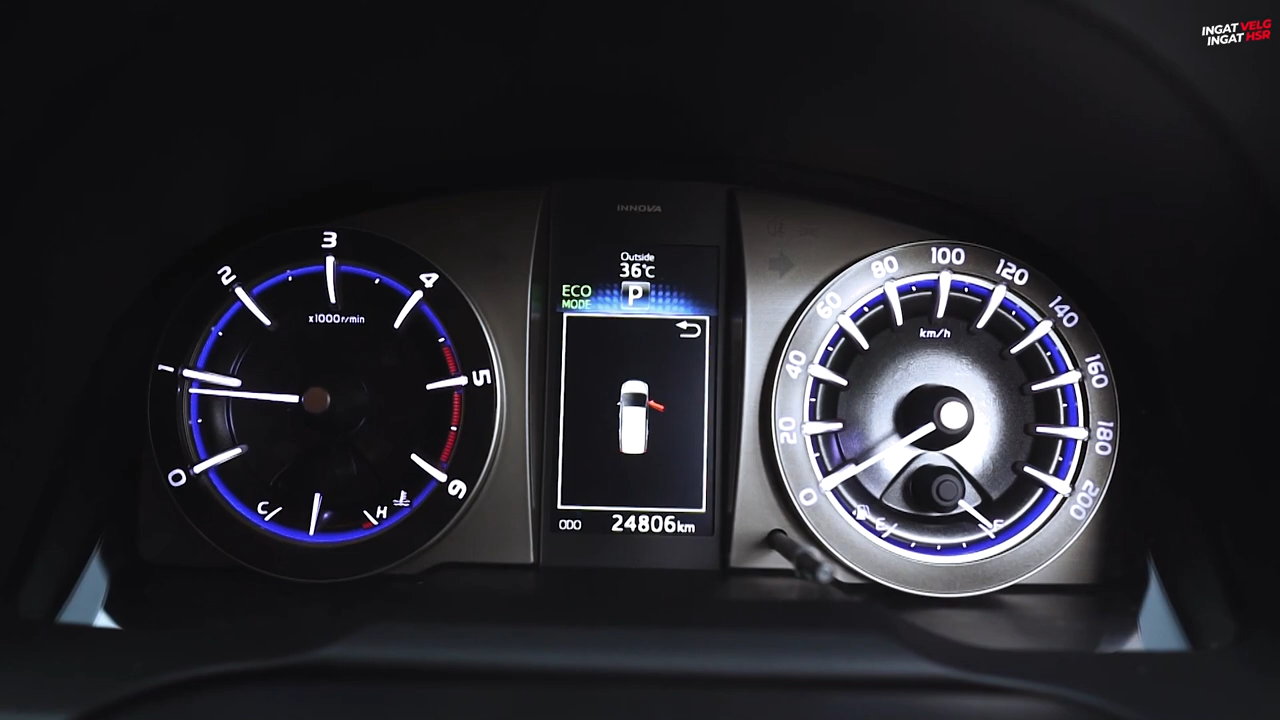 INGAT VELG
INGAT HSR
INNOVA
Outside
36°C
ECO
MODE
P
ODO 24806km
0
1
2
3
4
5
6
x1000r/min
C
H
0
20
40
60
80
100
120
140
160
180
200
km/h
E
F